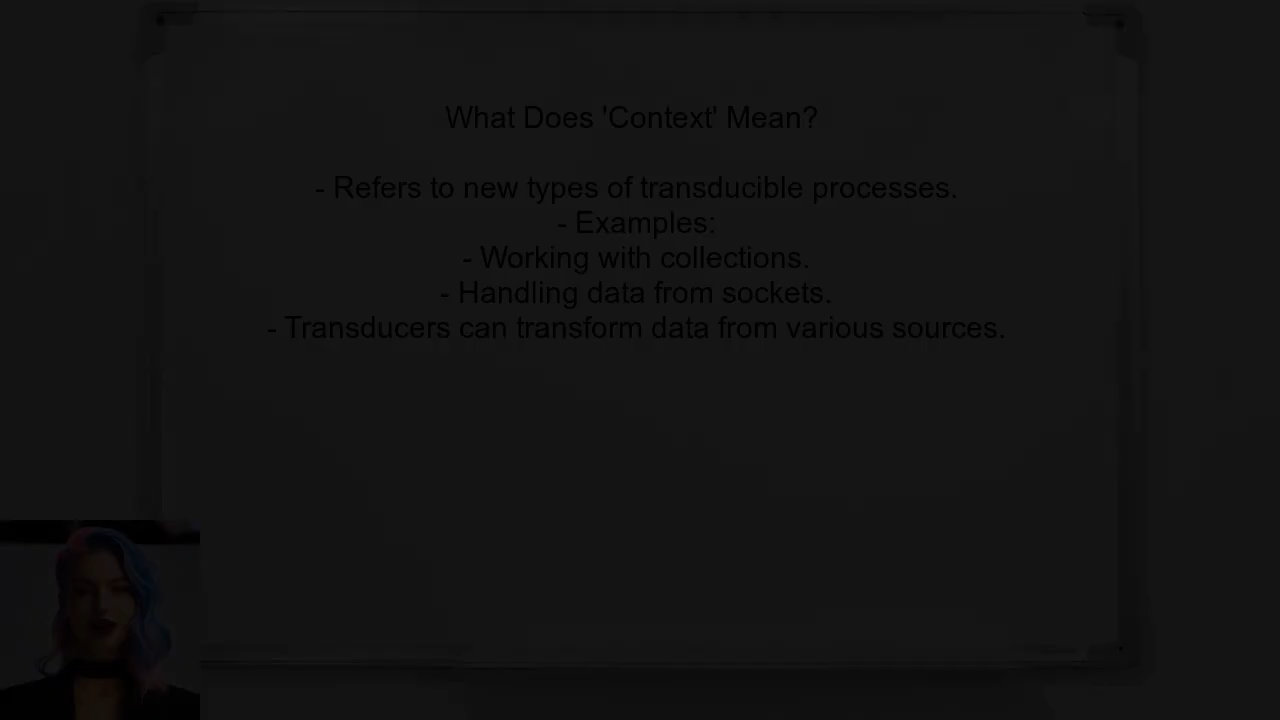 What Does 'Context' Mean?
- Refers to new types of transducible processes.
- Examples:
- Working with collections.
- Handling data from sockets.
- Transducers can transform data from various sources.